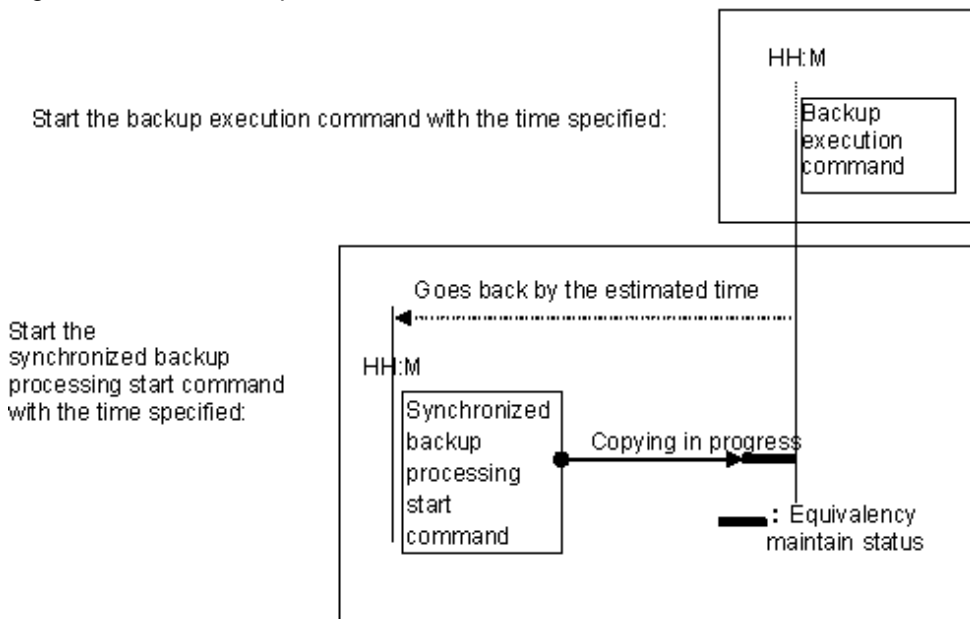 HH:M
Start the backup execution command with the time specified:
Backup
execution
command
Goes back by the estimated time
Start the
synchronized backup
processing start command
with the time specified:
HH:M
Synchronized
backup
processing
start
command
Copying in progress
: Equivalency
maintain status